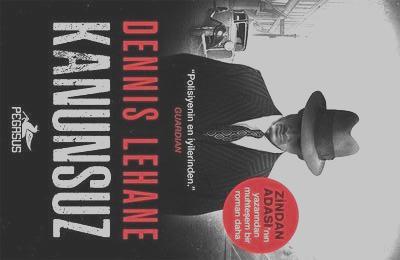 ZİNDAN
ADASI'nın
yazarından
muhteşem bir
roman daha
"Polisiyenin en iyilerinden."
GUARDIAN
DENNIS LEHANE
KANUNSUZ
PEGASUS